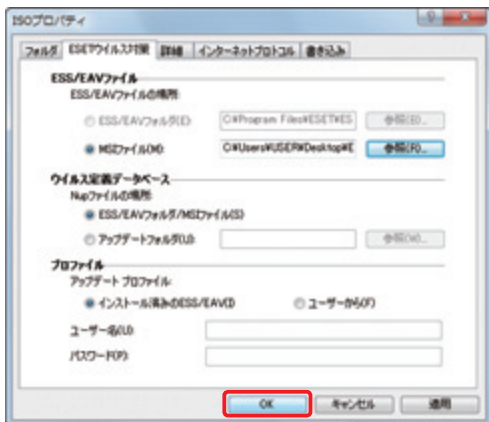 ISOプロパティ
フォルダ ESETウイルス対策 詳細 インターネットプロトコル 書き込み
ESS/EAVファイル
ESS/EAVファイルの場所
ESS/EAVフォルダ(E)
C:¥Program Files¥ESET¥ES
参照(E)...
MSIファイル(M)
C:¥Users¥USER¥Desktop¥E
参照(R)...
ウイルス定義データベース
Nupファイルの場所
ESS/EAVフォルダ/MSIファイル(S)
アップデートフォルダ(U)
参照(W)...
プロファイル
アップデート プロファイル:
インストール済みのESS/EAV(I) ユーザーから(F)
ユーザー名(U)
パスワード(P)
OK キャンセル 適用